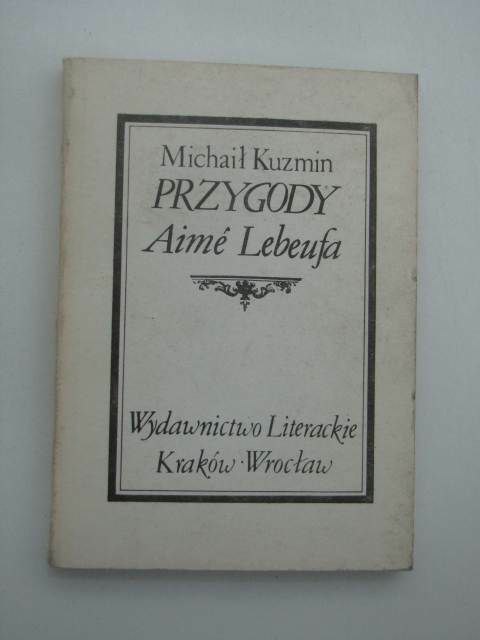 Michaił Kuzmin
PRZYGODY
Aimé Lebeufa
Wydawnictwo Literackie
Kraków · Wrocław